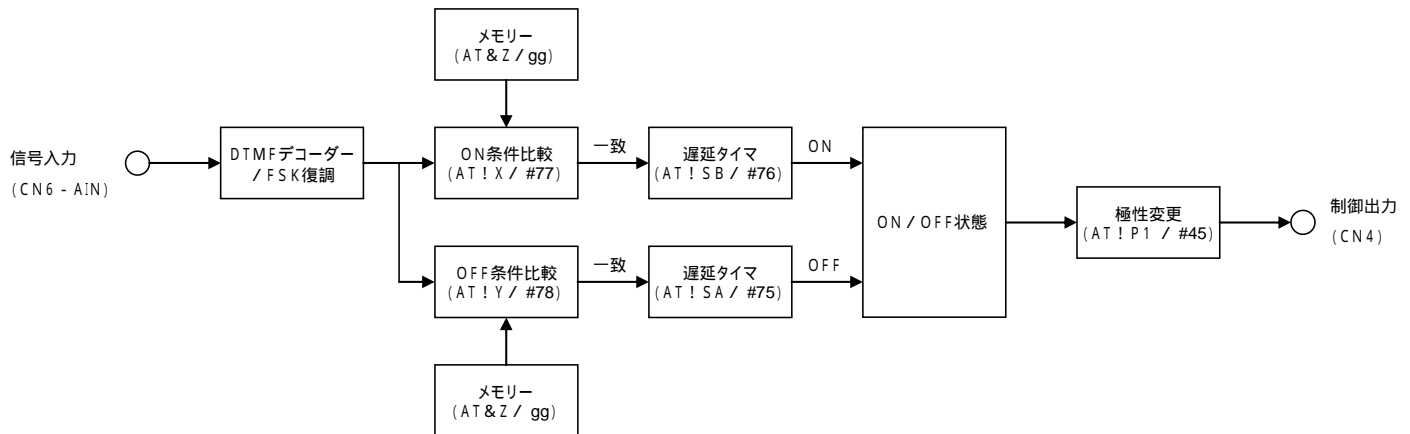 メモリー
(AT&Z/gg)
信号入力
(CN6-AIN)
DTMFデコーダー
/FSK復調
ON条件比較
(AT!X/ #77)
一致
遅延タイマ
(AT!SB/ #76)
ON
OFF条件比較
(AT!Y/ #78)
一致
遅延タイマ
(AT!SA/ #75)
OFF
ON/OFF状態
極性変更
(AT!P1 / #45)
制御出力
(CN4)
メモリー
(AT&Z/ gg)